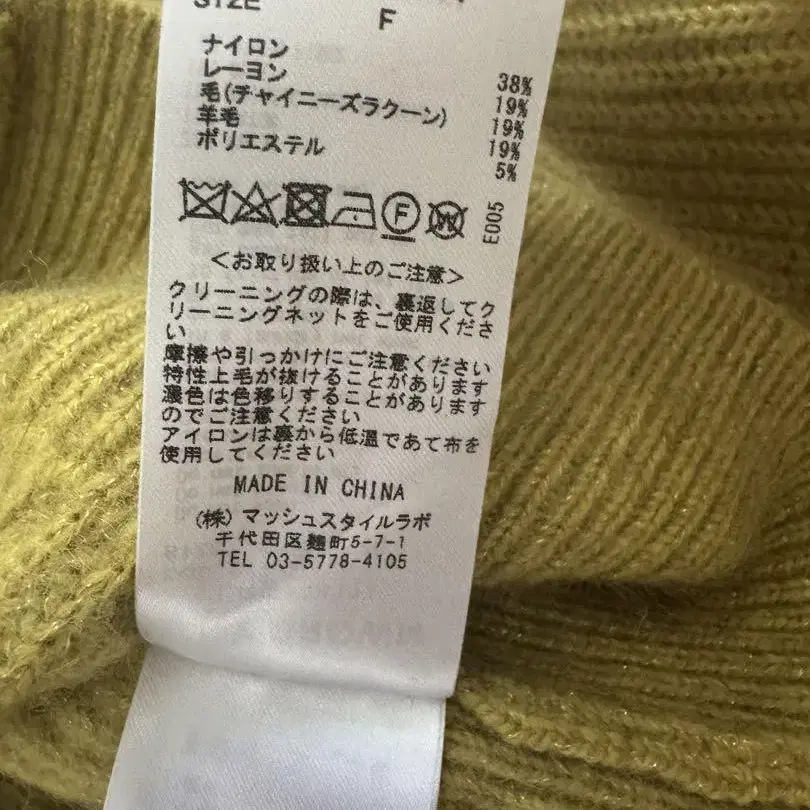 SIZE
F
ナイロン 38%
レーヨン 19%
毛(チャイニーズラクーン) 19%
羊毛 19%
ポリエステル 5%
F W E005
<お取り扱い上のご注意>
クリーニングの際は、裏返してク
リーニングネットをご使用くださ
い
摩擦や引っかけにご注意ください
特性上毛が抜けることがあります
濃色は色移りすることがあります
のでご注意ください
アイロンは裏から低温であて布を
使用してください
MADE IN CHINA
(株) マッシュスタイルラボ
千代田区麹町5-7-1
TEL 03-5778-4105